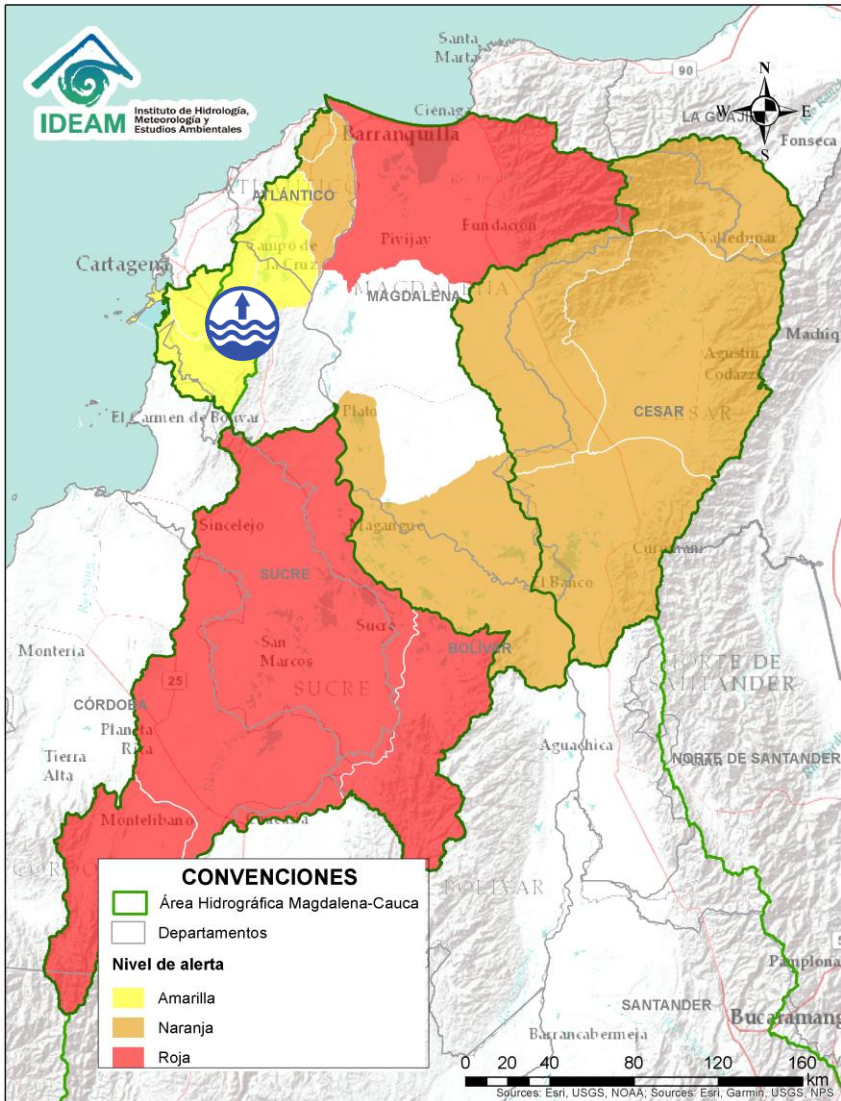 IDEAM
Instituto de Hidrología,
Meteorología y
Estudios Ambientales
Santa
Marta
90
N
W
E
S
LA GUAJIR
Fonseca
Ciénaga
Barranquilla
ATLÁNTICO
Valledupar
Campo de
la Cruz
Pivijay
Fundación
Cartagena
MAGDALENA
Machiq
Agustín
Codazzi
CESAR
El Carmen de Bolívar
Plato
Sincelejo
Magangué
Curumaní
El Banco
SUCRE
Sucre
San
Marcos
SUCRE
BOLÍVAR
NORTE DE
SANTANDER
Montería
25
CÓRDOBA
Planeta
Rica
Tierra
Alta
Aguachica
NORTE DE SANTANDER
Montelíbano
Caucasia
BOLÍVAR
CONVENCIONES
Área Hidrográfica Magdalena-Cauca
Departamentos
Nivel de alerta
Amarilla
Naranja
Roja
Pamplona
SANTANDER
Bucaramang
Barrancabermeja
0 20 40 80 120 160
km
Sources: Esri, USGS, NOAA; Sources: Esri, Garmin, USGS, NPS